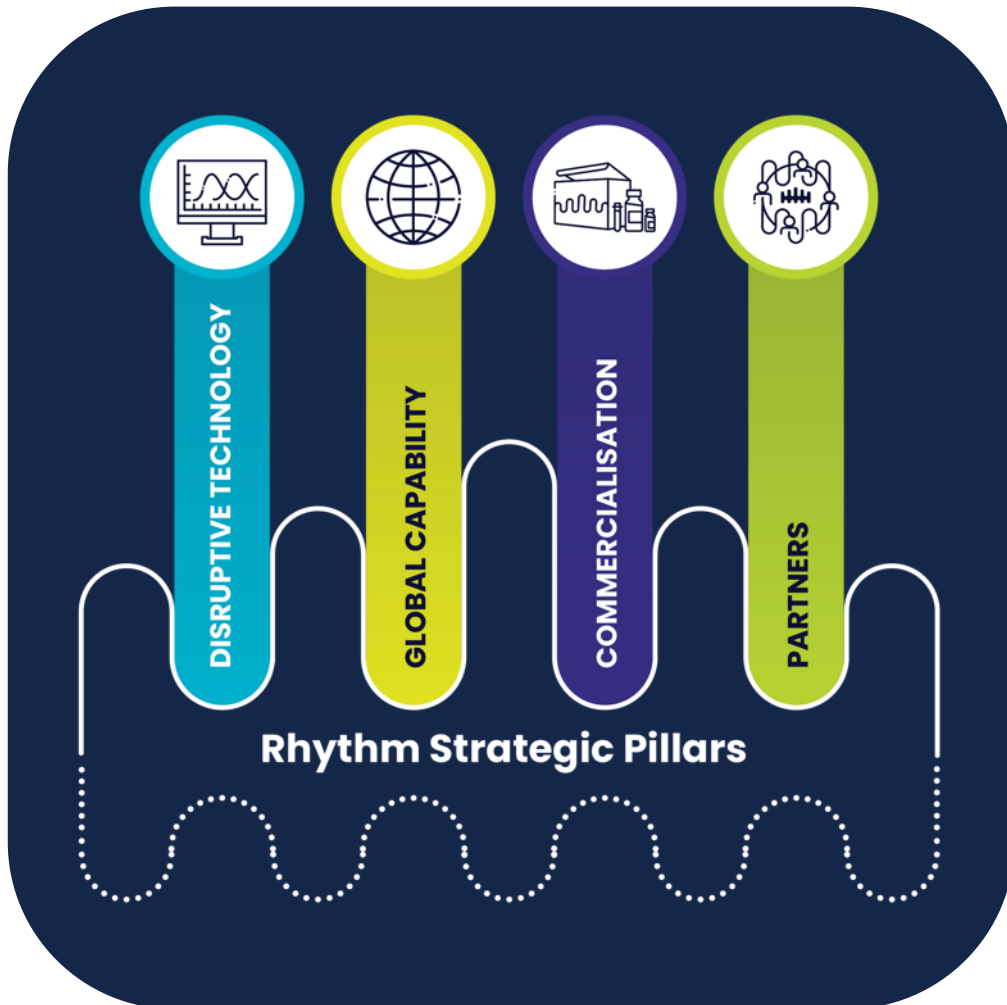 DISRUPTIVE TECHNOLOGY
GLOBAL CAPABILITY
COMMERCIALISATION
PARTNERS
Rhythm Strategic Pillars